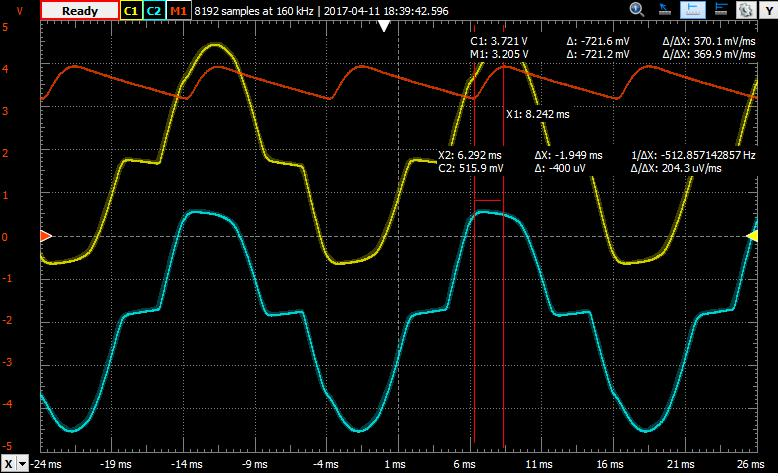 V Ready C1 C2 M1 8192 samples at 160 kHz | 2017-04-11 18:39:42.596 Y
5
C1: 3.721 V Δ: -721.6 mV Δ/ΔX: 370.1 mV/ms
M1: 3.205 V Δ: -721.2 mV Δ/ΔX: 369.9 mV/ms
4
3
X1: 8.242 ms
2
X2: 6.292 ms ΔX: -1.949 ms 1/ΔX: -512.857142857 Hz
C2: 515.9 mV Δ: -400 uV Δ/ΔX: 204.3 uV/ms
1
0
-1
-2
-3
-4
-5
X -24 ms -19 ms -14 ms -9 ms -4 ms 1 ms 6 ms 11 ms 16 ms 21 ms 26 ms